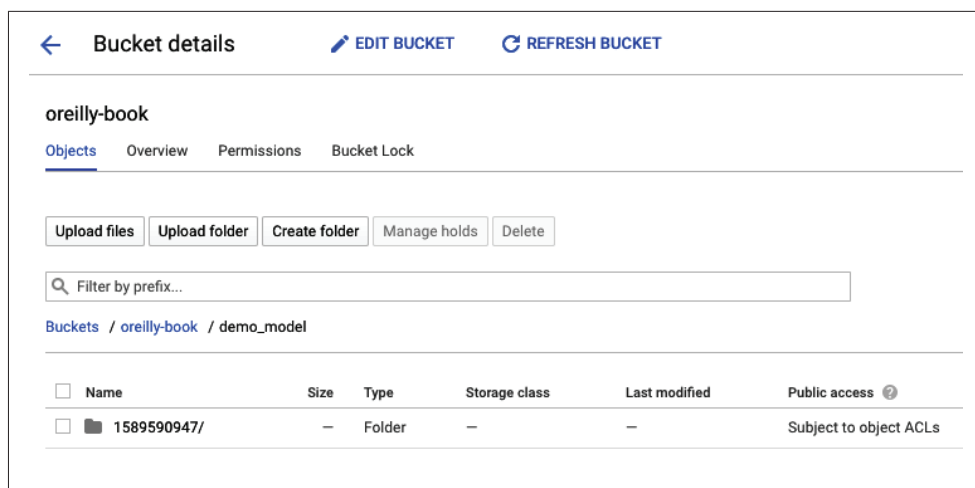 Bucket details EDIT BUCKET REFRESH BUCKET
oreilly-book
Objects Overview Permissions Bucket Lock
Upload files Upload folder Create folder Manage holds Delete
Filter by prefix...
Buckets / oreilly-book / demo_model
Name Size Type Storage class Last modified Public access ?
1589590947/ — Folder — — Subject to object ACLs